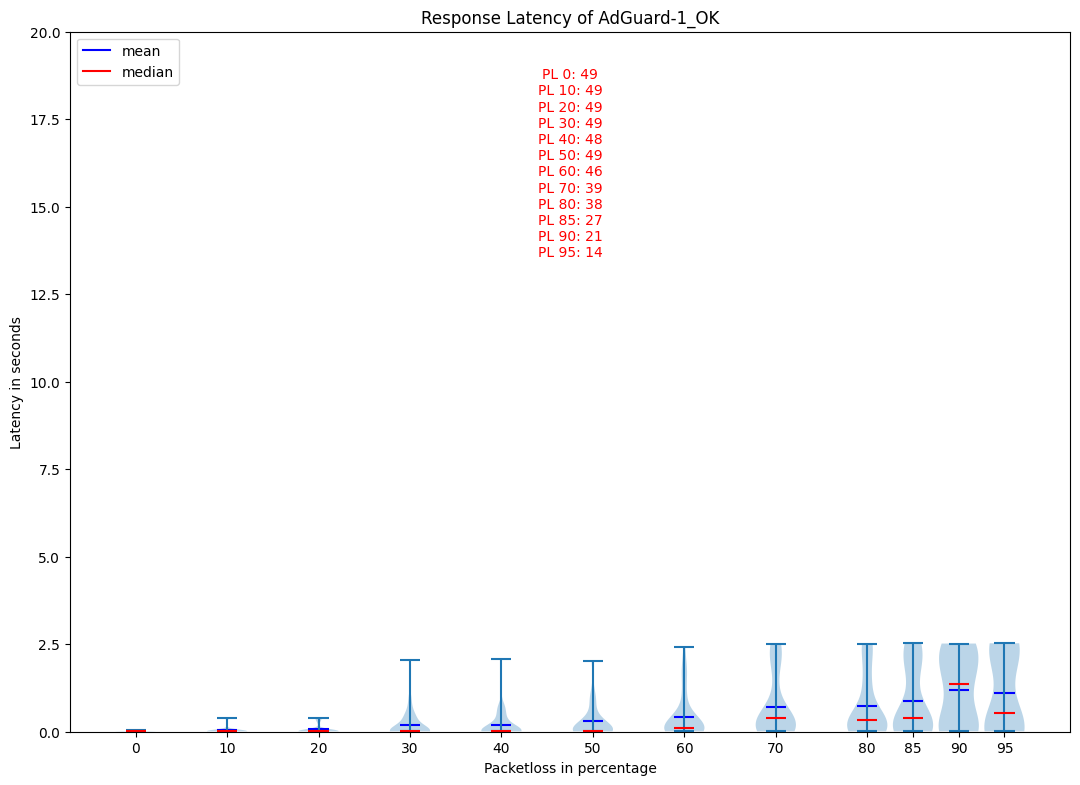 Response Latency of AdGuard-1_OK
mean
median
PL 0: 49
PL 10: 49
PL 20: 49
PL 30: 49
PL 40: 48
PL 50: 49
PL 60: 46
PL 70: 39
PL 80: 38
PL 85: 27
PL 90: 21
PL 95: 14
20.0
17.5
15.0
12.5
10.0
7.5
5.0
2.5
0.0
Latency in seconds
0 10 20 30 40 50 60 70 80 85 90 95
Packetloss in percentage